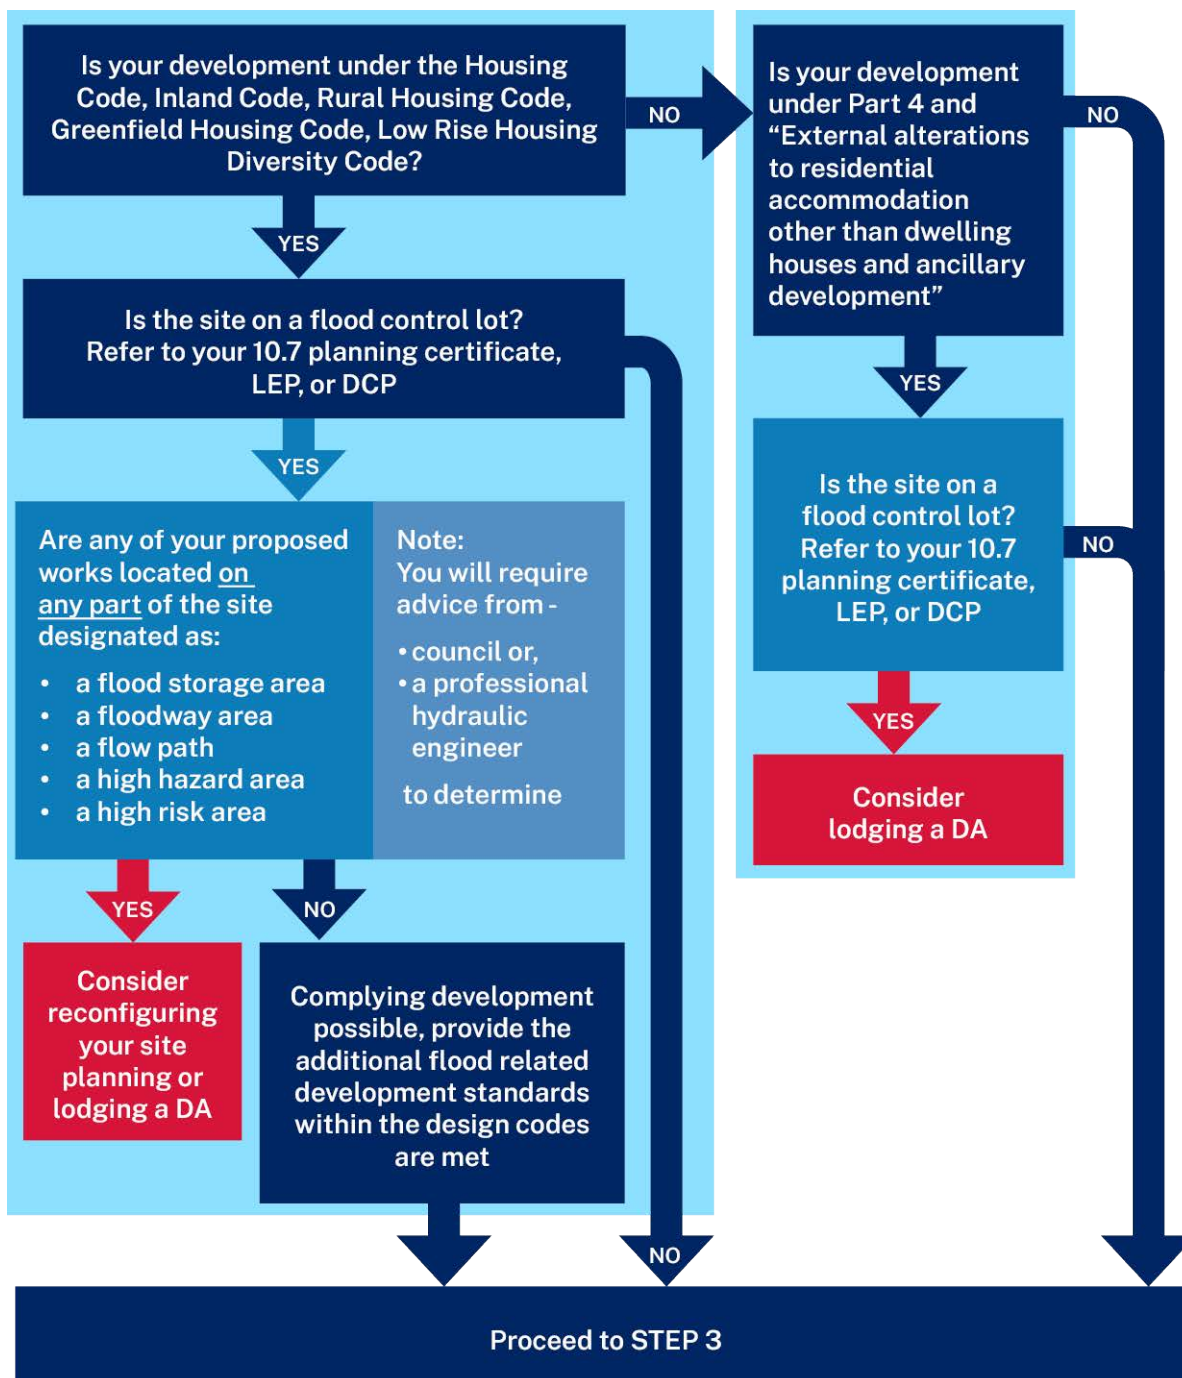 Is your development under the Housing
Code, Inland Code, Rural Housing Code,
Greenfield Housing Code, Low Rise Housing
Diversity Code?
NO
YES
Is the site on a flood control lot?
Refer to your 10.7 planning certificate,
LEP, or DCP
YES
Are any of your proposed
works located on
any part of the site
designated as:
• a flood storage area
• a floodway area
• a flow path
• a high hazard area
• a high risk area
Note:
You will require
advice from -
• council or,
• a professional
hydraulic
engineer
to determine
YES
NO
Consider
reconfiguring
your site
planning or
lodging a DA
Complying development
possible, provide the
additional flood related
development standards
within the design codes
are met
NO
Is your development
under Part 4 and
“External alterations
to residential
accommodation
other than dwelling
houses and ancillary
development”
NO
YES
Is the site on a
flood control lot?
Refer to your 10.7
planning certificate,
LEP, or DCP
NO
YES
Consider
lodging a DA
Proceed to STEP 3